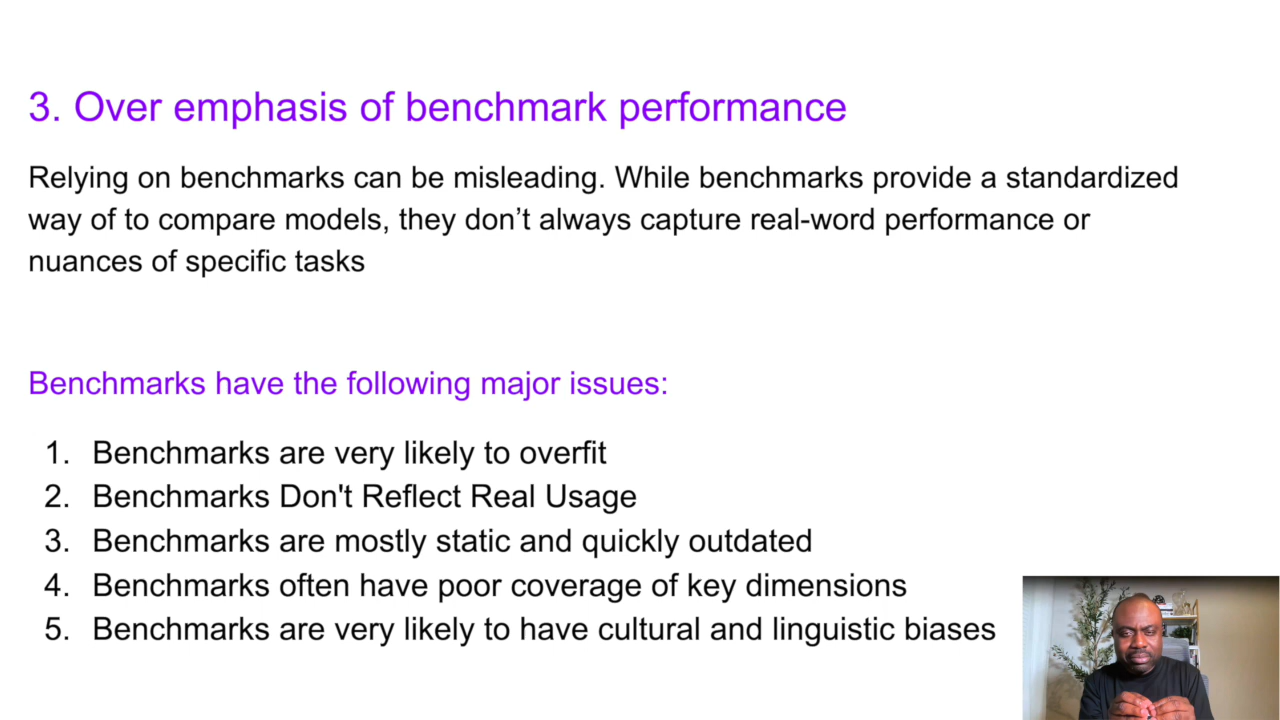 3. Over emphasis of benchmark performance
Relying on benchmarks can be misleading. While benchmarks provide a standardized
way of to compare models, they don’t always capture real-word performance or
nuances of specific tasks
Benchmarks have the following major issues:
1. Benchmarks are very likely to overfit
2. Benchmarks Don't Reflect Real Usage
3. Benchmarks are mostly static and quickly outdated
4. Benchmarks often have poor coverage of key dimensions
5. Benchmarks are very likely to have cultural and linguistic biases